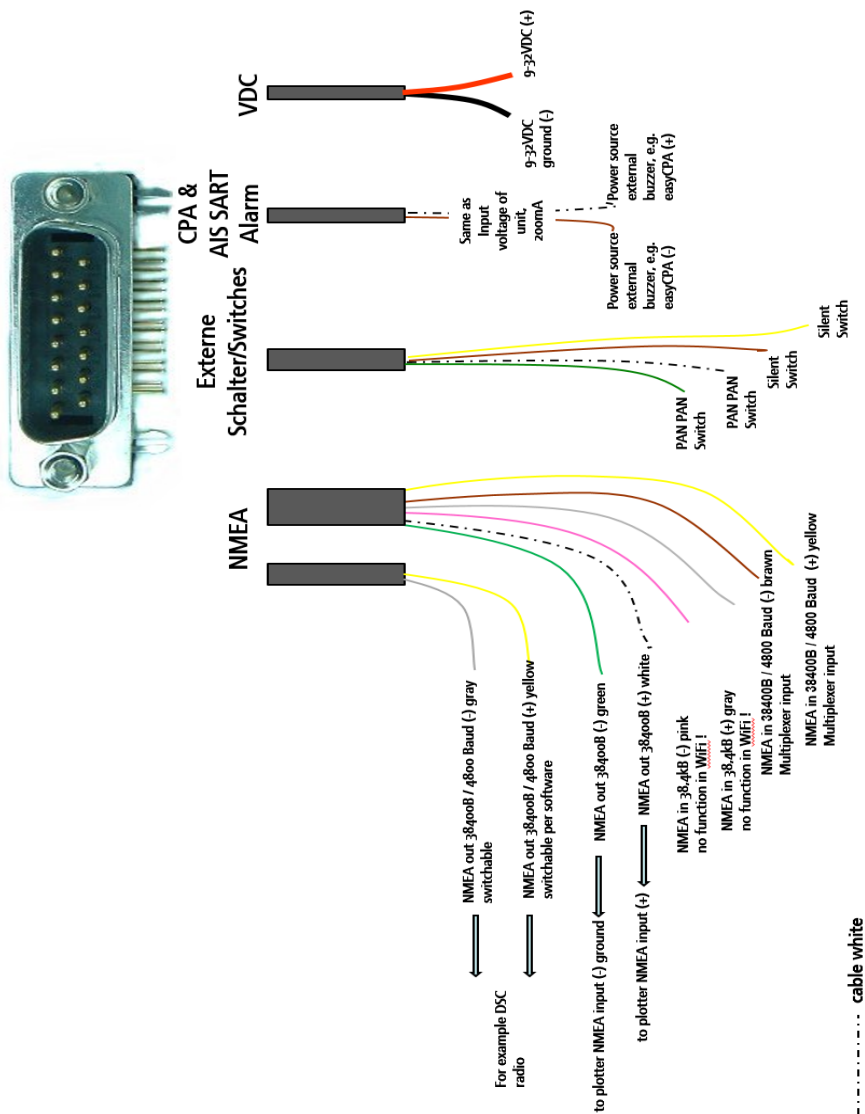 VDC
9-32VDC (+)
9-32VDC
ground (-)
CPA &
AIS SART
Alarm
Same as
Input
voltage of
unit,
200mA
Power source
external
buzzer, e.g.
easyCPA (+)
Power source
external
buzzer, e.g.
easyCPA (-)
Externe
Schalter/Switches
Silent
Switch
Silent
Switch
PAN PAN
Switch
PAN PAN
Switch
NMEA
NMEA in 38400B / 4800 Baud (+) yellow
Multiplexer input
NMEA in 38400B / 4800 Baud (-) brawn
Multiplexer input
NMEA in 38,4kB (+) gray
no function in WiFi !
NMEA in 38,4kB (-) pink
no function in WiFi !
NMEA out 38400B (+) white
to plotter NMEA input (+)
NMEA out 38400B (-) green
to plotter NMEA input (-) ground
NMEA out 38400B / 4800 Baud (+) yellow
switchable per software
NMEA out 38400B / 4800 Baud (-) gray
switchable
For example DSC
radio
cable white